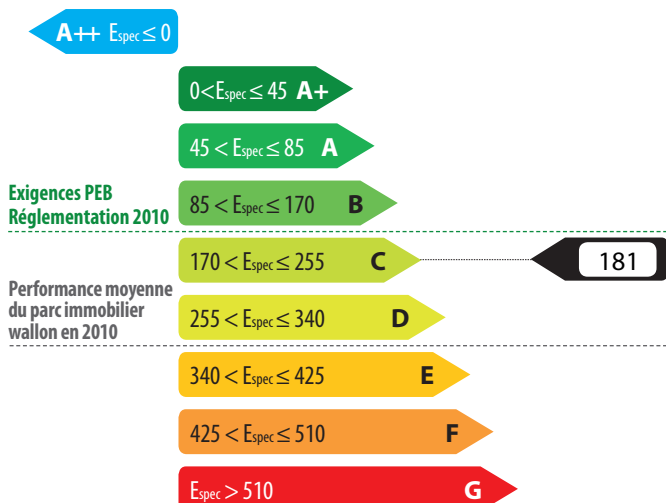 A++ Espec ≤ 0
0<Espec ≤ 45 A+
45 < Espec ≤ 85 A
Exigences PEB
Réglementation 2010
85 < Espec ≤ 170 B
170 < Espec ≤ 255 C
181
Performance moyenne
du parc immobilier
wallon en 2010
255 < Espec ≤ 340 D
340 < Espec ≤ 425 E
425 < Espec ≤ 510 F
Espec > 510 G